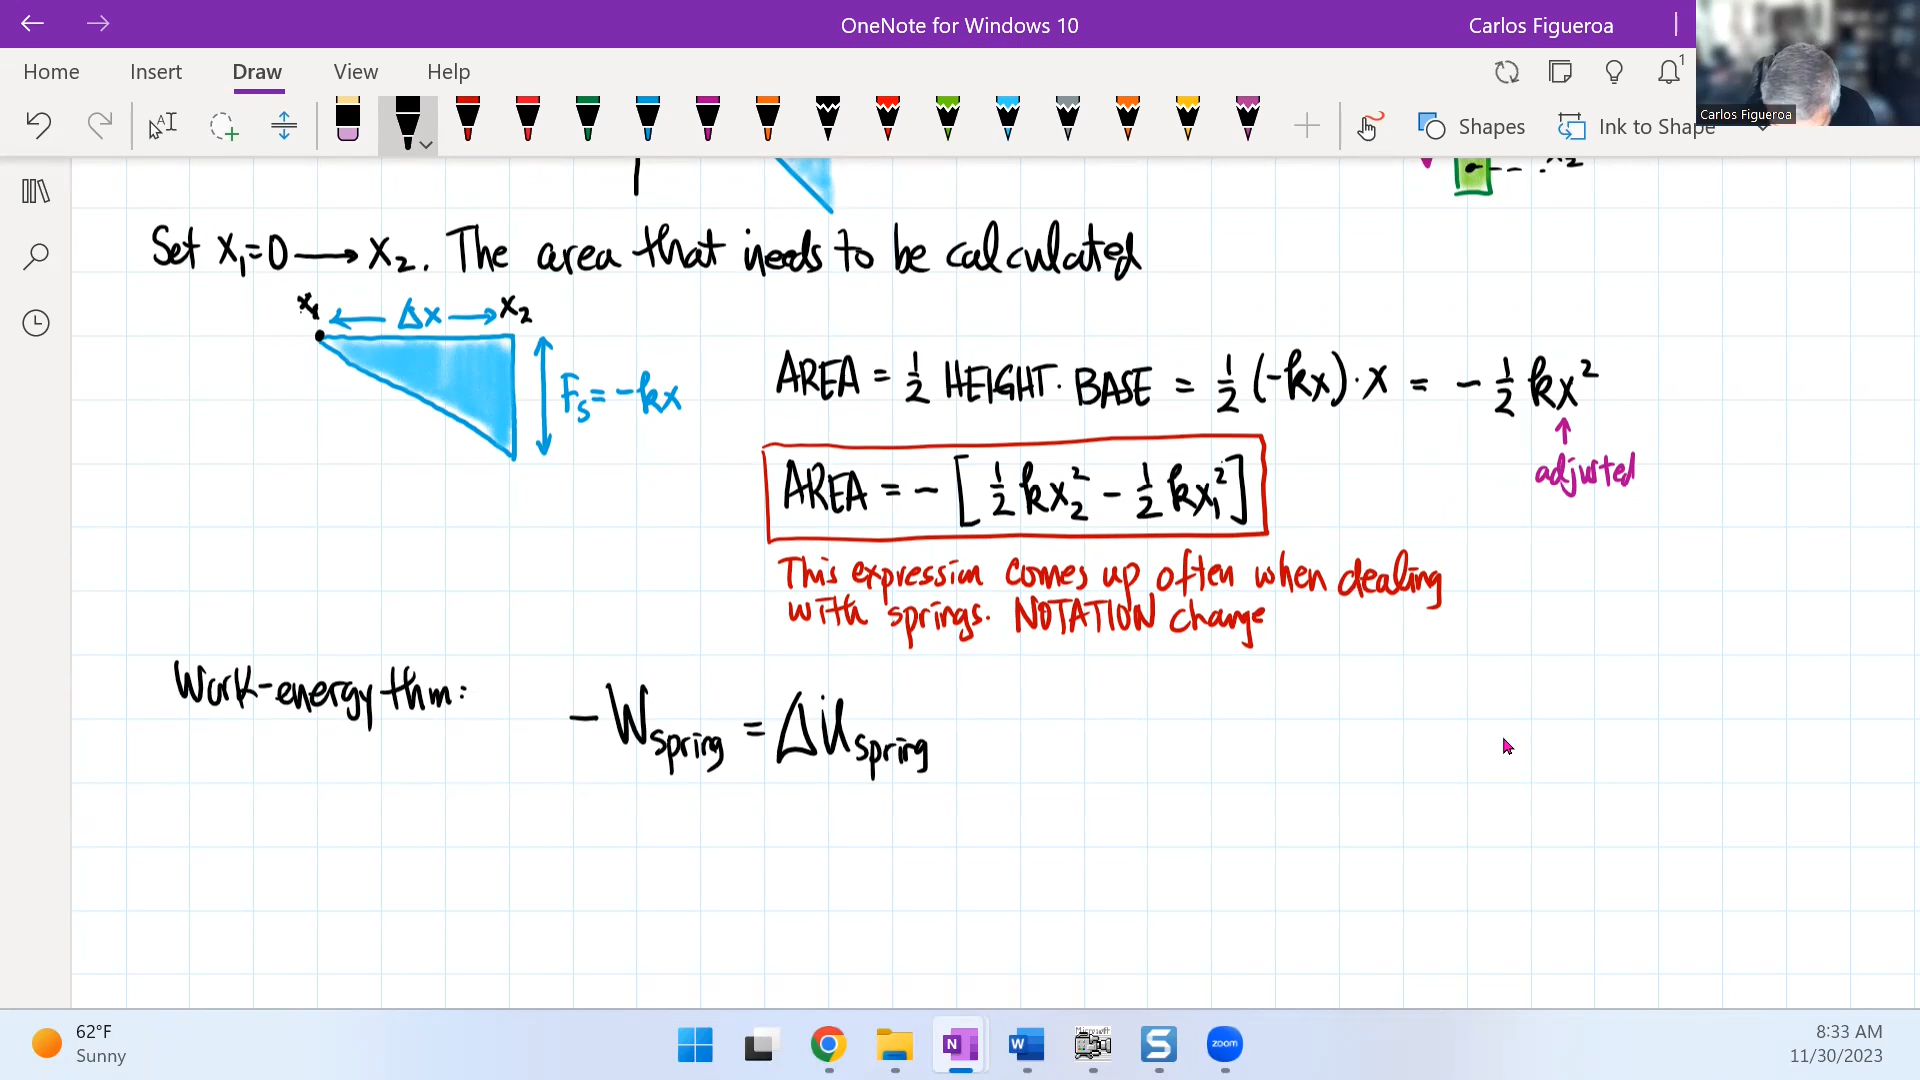 OneNote for Windows 10
Carlos Figueroa
Home Insert Draw View Help
1
Carlos Figueroa
Shapes
Ink to Shape
x₂
Set x₁=0 → x₂. The area that needs to be calculated
x₁ Δx x₂
Fₛ = -kx
AREA = ½ HEIGHT · BASE = ½ (-kx) · x = - ½ kx²
adjusted
AREA = - [½ kx₂² - ½ kx₁²]
This expression comes up often when dealing
with springs. NOTATION change
Work-energy thm:
-W spring = ΔU spring
62°F
Sunny
Microsoft
zoom
8:33 AM
11/30/2023